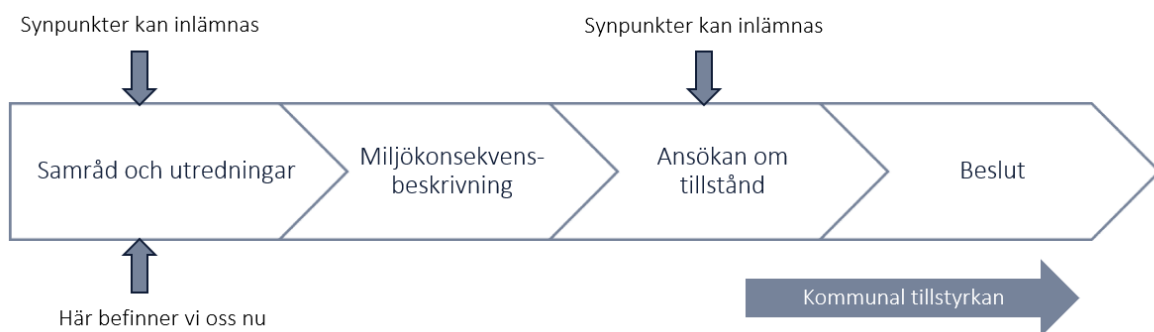 Synpunkter kan inlämnas
Synpunkter kan inlämnas
Samråd och utredningar
Miljökonsekvens-
beskrivning
Ansökan om
tillstånd
Beslut
Här befinner vi oss nu
Kommunal tillstyrkan